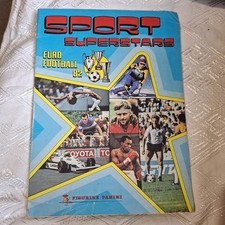 SPORT
SUPERSTARS
EURO
FOOTBALL
82
TOYOTA
FIGURINE PANINI